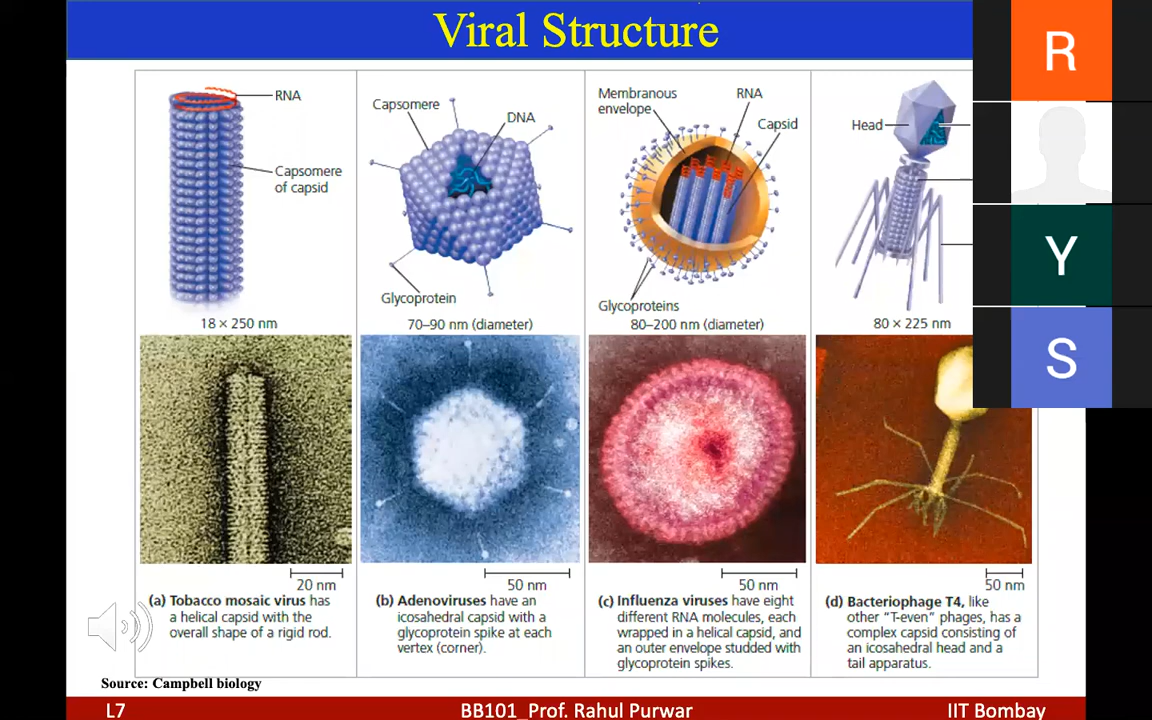 Viral Structure
R
Y
S
RNA
Capsomere
of capsid
18 × 250 nm
20 nm
(a) Tobacco mosaic virus has
a helical capsid with the
overall shape of a rigid rod.
Capsomere
DNA
Glycoprotein
70–90 nm (diameter)
50 nm
(b) Adenoviruses have an
icosahedral capsid with a
glycoprotein spike at each
vertex (corner).
Membranous
envelope
RNA
Capsid
Glycoproteins
80–200 nm (diameter)
50 nm
(c) Influenza viruses have eight
different RNA molecules, each
wrapped in a helical capsid, and
an outer envelope studded with
glycoprotein spikes.
Head
80 × 225 nm
50 nm
(d) Bacteriophage T4, like
other "T-even" phages, has a
complex capsid consisting of
an icosahedral head and a
tail apparatus.
Source: Campbell biology
L7
BB101_Prof. Rahul Purwar
IIT Bombay